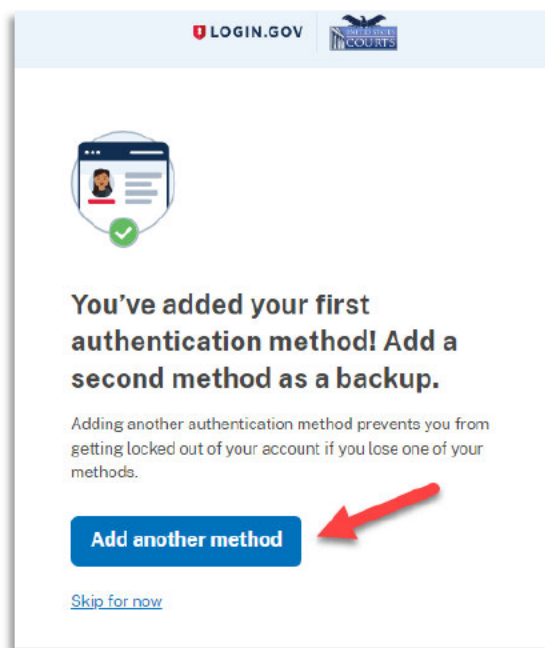 LOGIN.GOV
UNITED STATES
COURTS
You've added your first
authentication method! Add a
second method as a backup.
Adding another authentication method prevents you from
getting locked out of your account if you lose one of your
methods.
Add another method
Skip for now